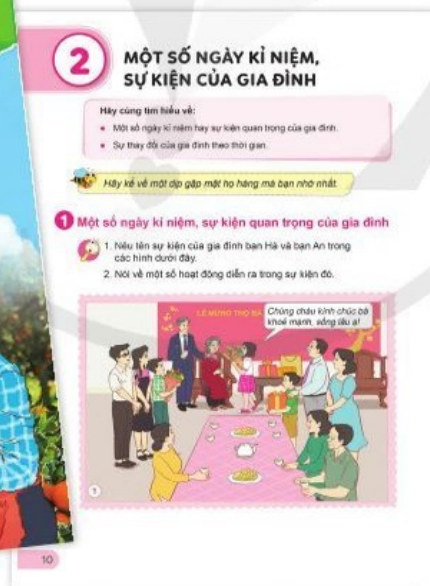 2
MỘT SỐ NGÀY KỈ NIỆM,
SỰ KIỆN CỦA GIA ĐÌNH
Hãy cùng tìm hiểu về:
Một số ngày kỉ niệm hay sự kiện quan trọng của gia đình.
Sự thay đổi của gia đình theo thời gian.
Hãy kể về một dịp gặp mặt họ hàng mà bạn nhớ nhất.
1 Một số ngày kỉ niệm, sự kiện quan trọng của gia đình
1. Nêu tên sự kiện của gia đình bạn Hà và bạn An trong
các hình dưới đây.
2. Nói về một số hoạt động diễn ra trong sự kiện đó.
LỄ MỪNG THỌ BÀ
Chúng cháu kính chúc bà
khoẻ mạnh, sống lâu ạ!
1
10